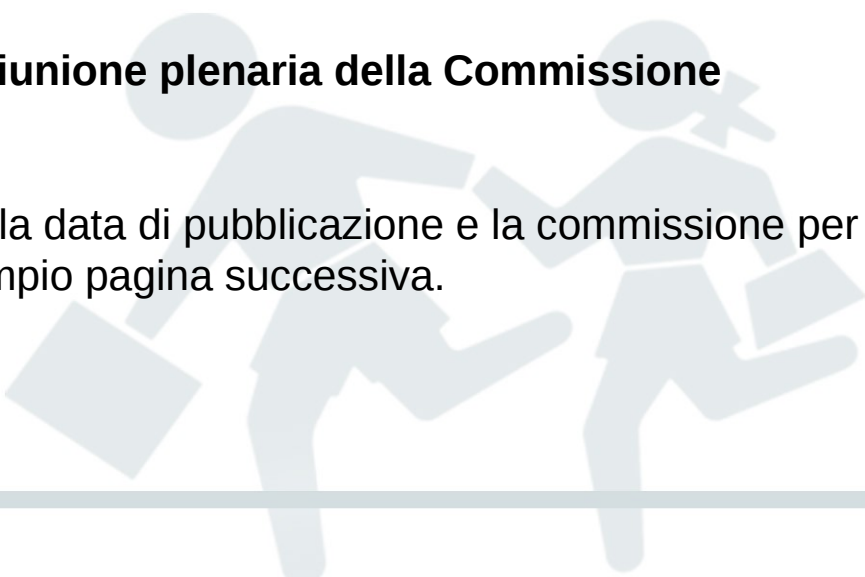 iunione plenaria della Commissione
la data di pubblicazione e la commissione per
mpio pagina successiva.